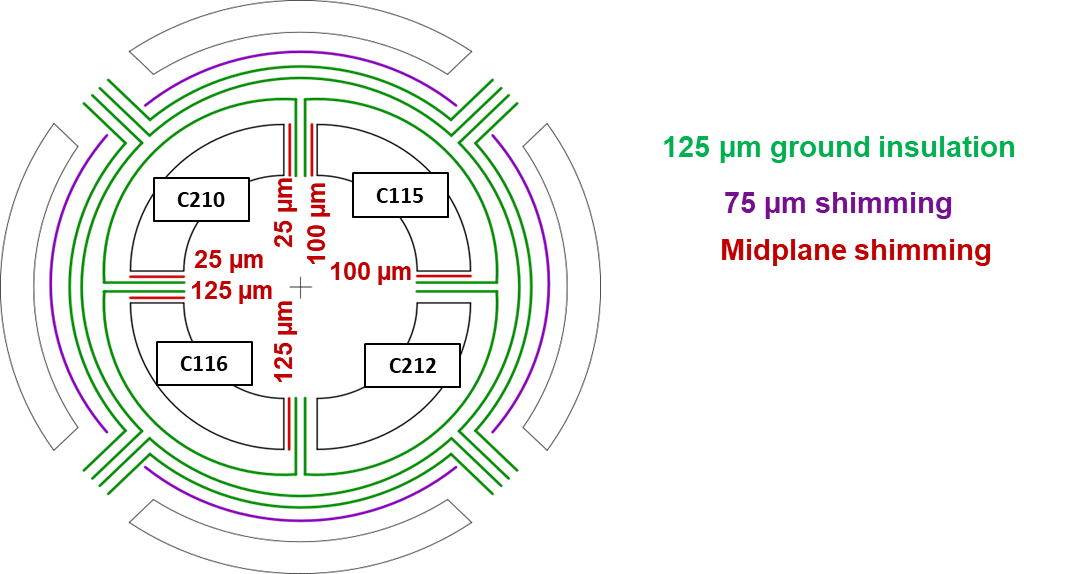 125 µm ground insulation
75 µm shimming
Midplane shimming
C210
C115
25 µm
100 µm
25 µm
100 µm
125 µm
125 µm
C116
C212